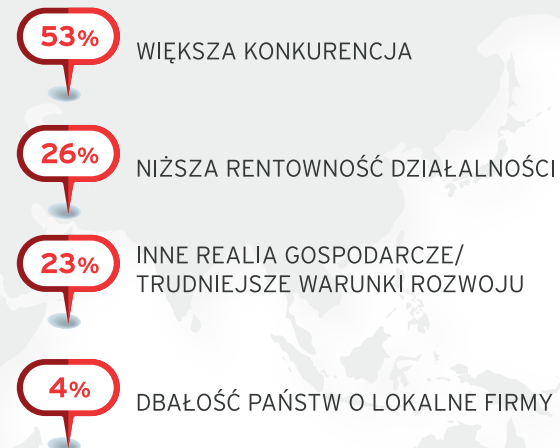 53%
WIĘKSZA KONKURENCJA
26%
NIŻSZA RENTOWNOŚĆ DZIAŁALNOŚCI
23%
INNE REALIA GOSPODARCZE/
TRUDNIEJSZE WARUNKI ROZWOJU
4%
DBAŁOŚĆ PAŃSTW O LOKALNE FIRMY